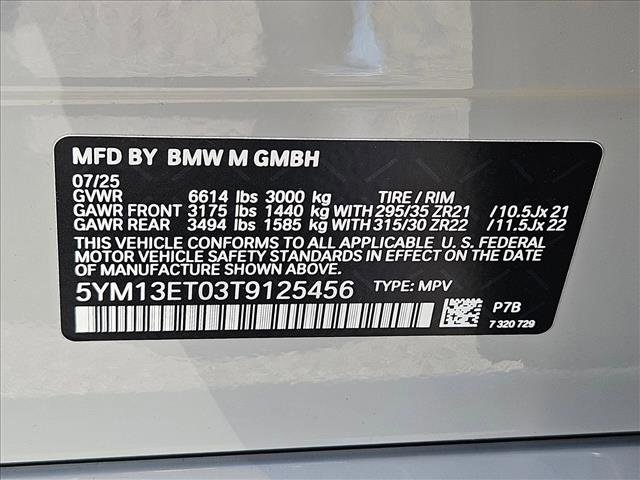 MFD BY BMW M GMBH
07/25
GVWR 6614 lbs 3000 kg TIRE / RIM
GAWR FRONT 3175 lbs 1440 kg WITH 295/35 ZR21 /10.5Jx 21
GAWR REAR 3494 lbs 1585 kg WITH 315/30 ZR22 /11.5Jx 22
THIS VEHICLE CONFORMS TO ALL APPLICABLE U. S. FEDERAL
MOTOR VEHICLE SAFETY STANDARDS IN EFFECT ON THE DATE
OF MANUFACTURE SHOWN ABOVE.
5YM13ET03T9125456 TYPE: MPV
P7B
7 320 729